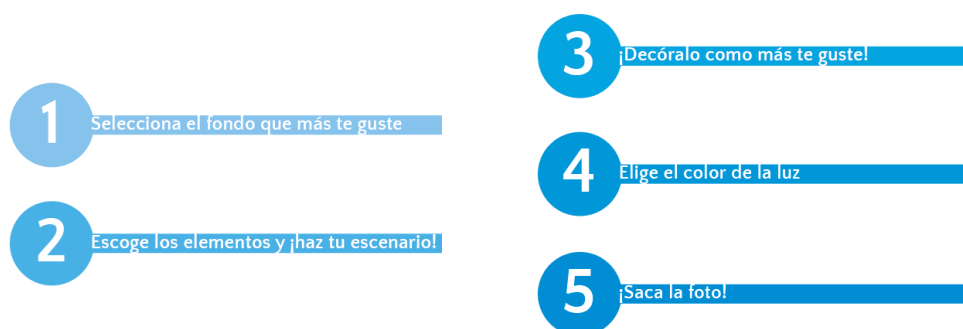 1
Selecciona el fondo que más te guste
2
Escoge los elementos y ¡haz tu escenario!
3
¡Decóralo como más te guste!
4
Elige el color de la luz
5
¡Saca la foto!